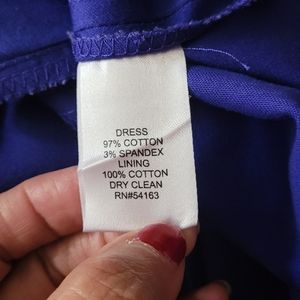 DRESS
97% COTTON
3% SPANDEX
LINING
100% COTTON
DRY CLEAN
RN#54163